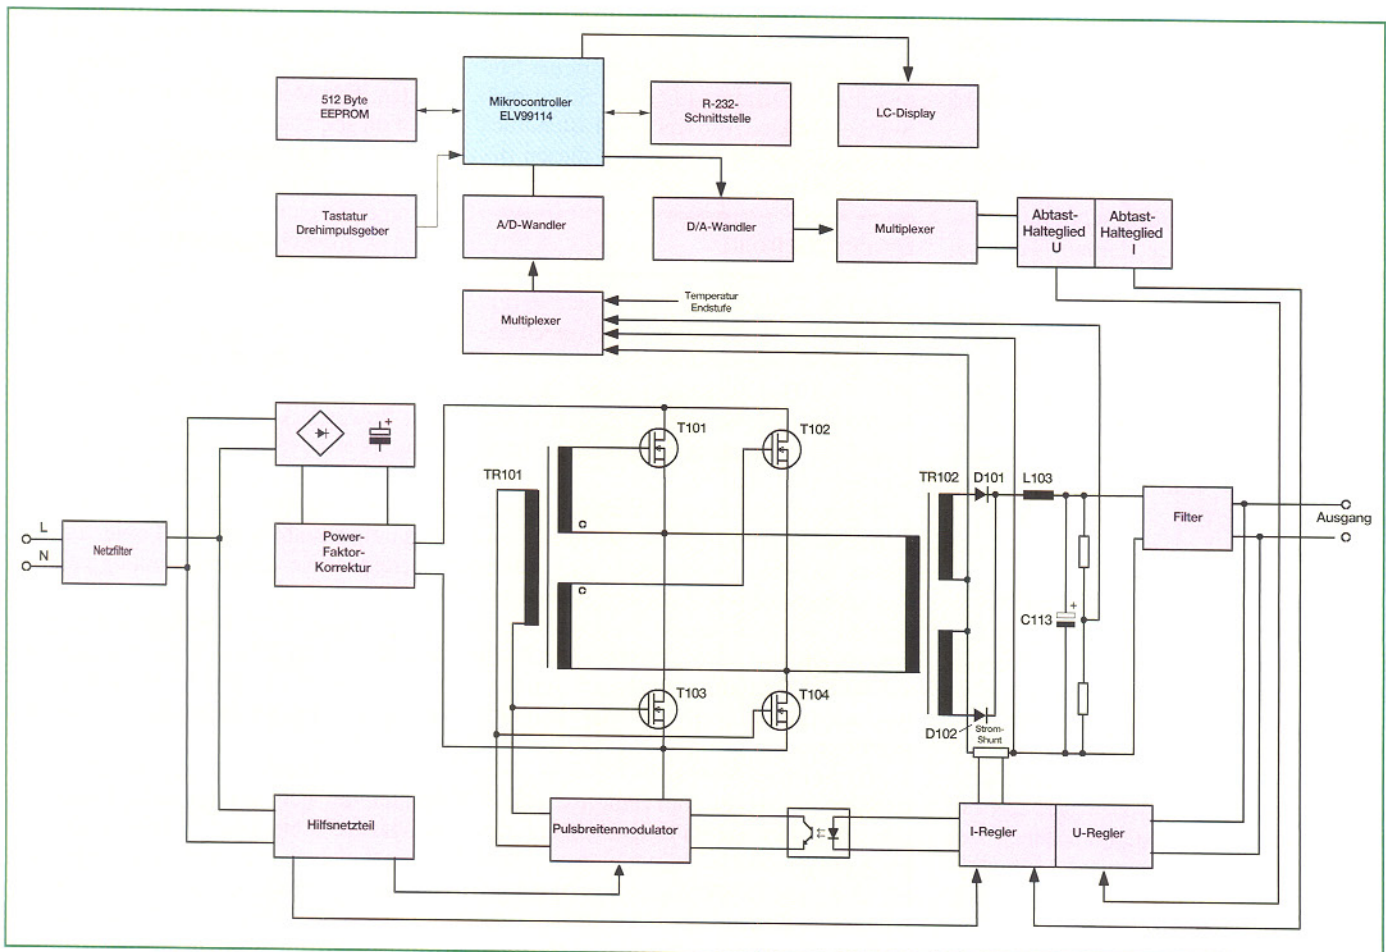 512 Byte
EEPROM
Mikrocontroller
ELV99114
R-232-
Schnittstelle
LC-Display
Tastatur
Drehimpulsgeber
A/D-Wandler
D/A-Wandler
Multiplexer
Abtast-
Halteglied
U
Abtast-
Halteglied
I
Multiplexer
Temperatur
Endstufe
+
T101
T102
TR101
TR102
D101
L103
L
N
Netzfilter
Power-
Faktor-
Korrektur
Filter
Ausgang
C113
+
T103
T104
D102
Strom-
Shunt
Hilfsnetzteil
Pulsbreitenmodulator
I-Regler
U-Regler